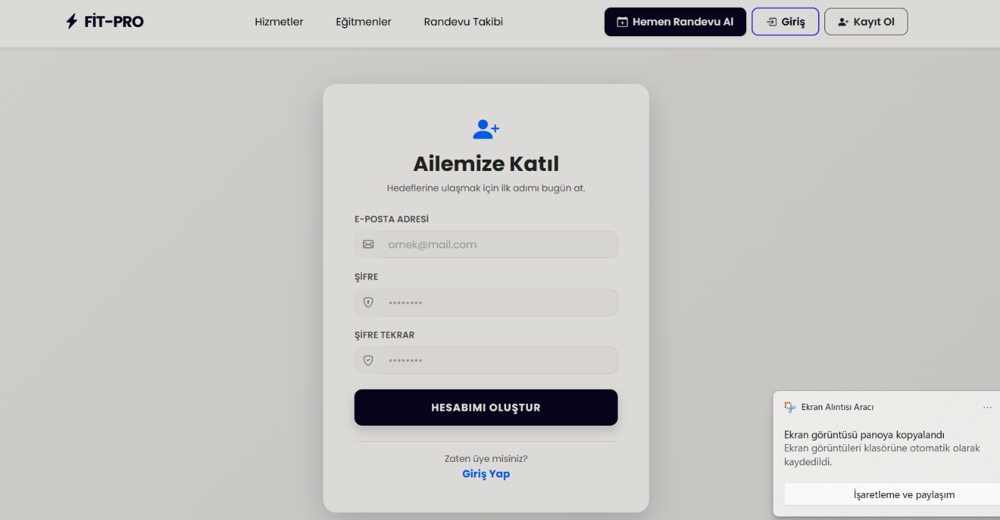 FİT-PRO
Hizmetler
Eğitmenler
Randevu Takibi
Hemen Randevu Al
Giriş
Kayıt Ol
Ailemize Katıl
Hedeflerine ulaşmak için ilk adımı bugün at.
E-POSTA ADRESİ
ornek@mail.com
ŞİFRE
••••••••
ŞİFRE TEKRAR
••••••••
HESABIMI OLUŞTUR
Zaten üye misiniz?
Giriş Yap
Ekran Alıntısı Aracı
...
Ekran görüntüsü panoya kopyalandı
Ekran görüntüleri klasörüne otomatik olarak
kaydedildi.
İşaretleme ve paylaşım